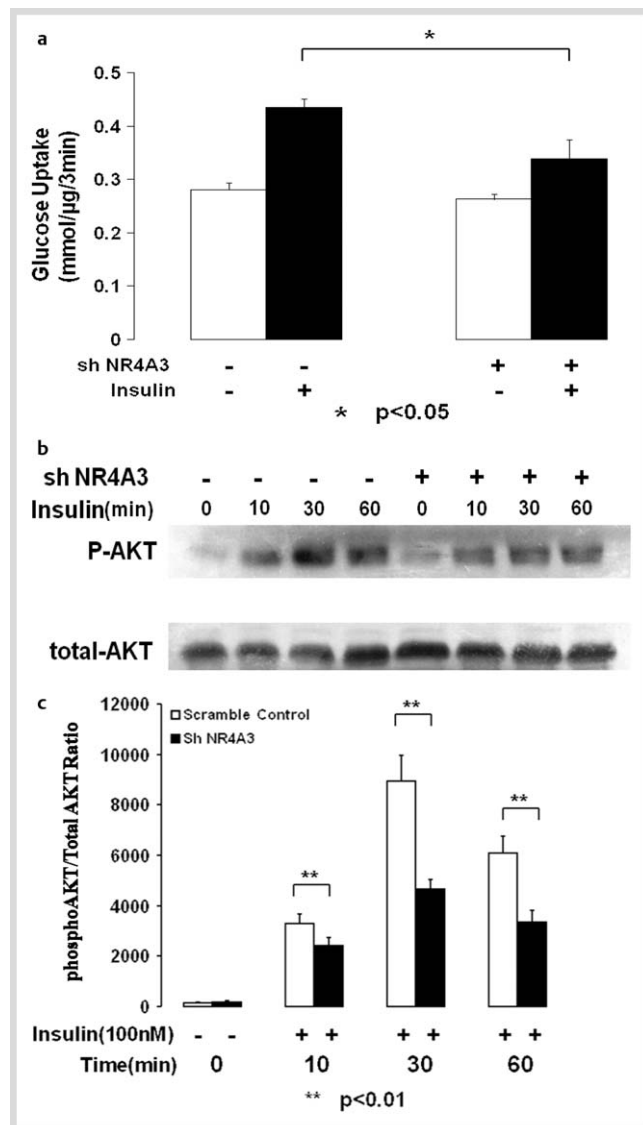 a
*
0.5
0.4
0.3
0.2
0.1
0
Glucose Uptake
(mmol/µg/3min)
sh NR4A3 - - + +
Insulin - + - +
* p<0.05
b
sh NR4A3 - - - - + + + +
Insulin(min) 0 10 30 60 0 10 30 60
P-AKT
total-AKT
c
12000
10000
8000
6000
4000
2000
0
phosphoAKT/Total AKT Ratio
Scramble Control
Sh NR4A3
**
**
**
Insulin(100nM) - - + + + + + +
Time(min) 0 10 30 60
** p<0.01